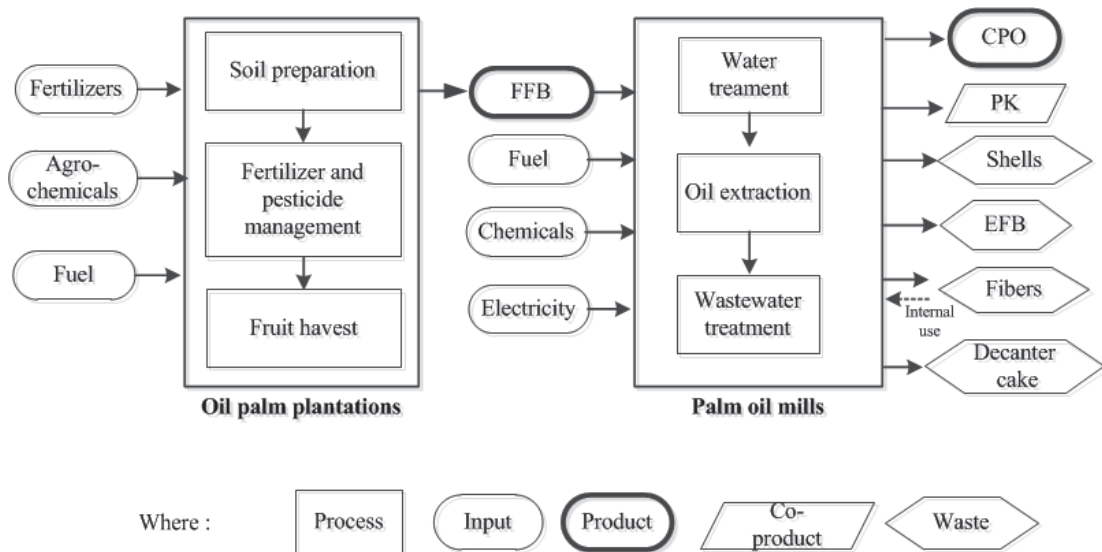 Fertilizers
Agro-
chemicals
Fuel
Soil preparation
Fertilizer and
pesticide
management
Fruit havest
Oil palm plantations
FFB
Fuel
Chemicals
Electricity
Water
treament
Oil extraction
Wastewater
treatment
Palm oil mills
CPO
PK
Shells
EFB
Fibers
Internal
use
Decanter
cake
Where :
Process
Input
Product
Co-
product
Waste